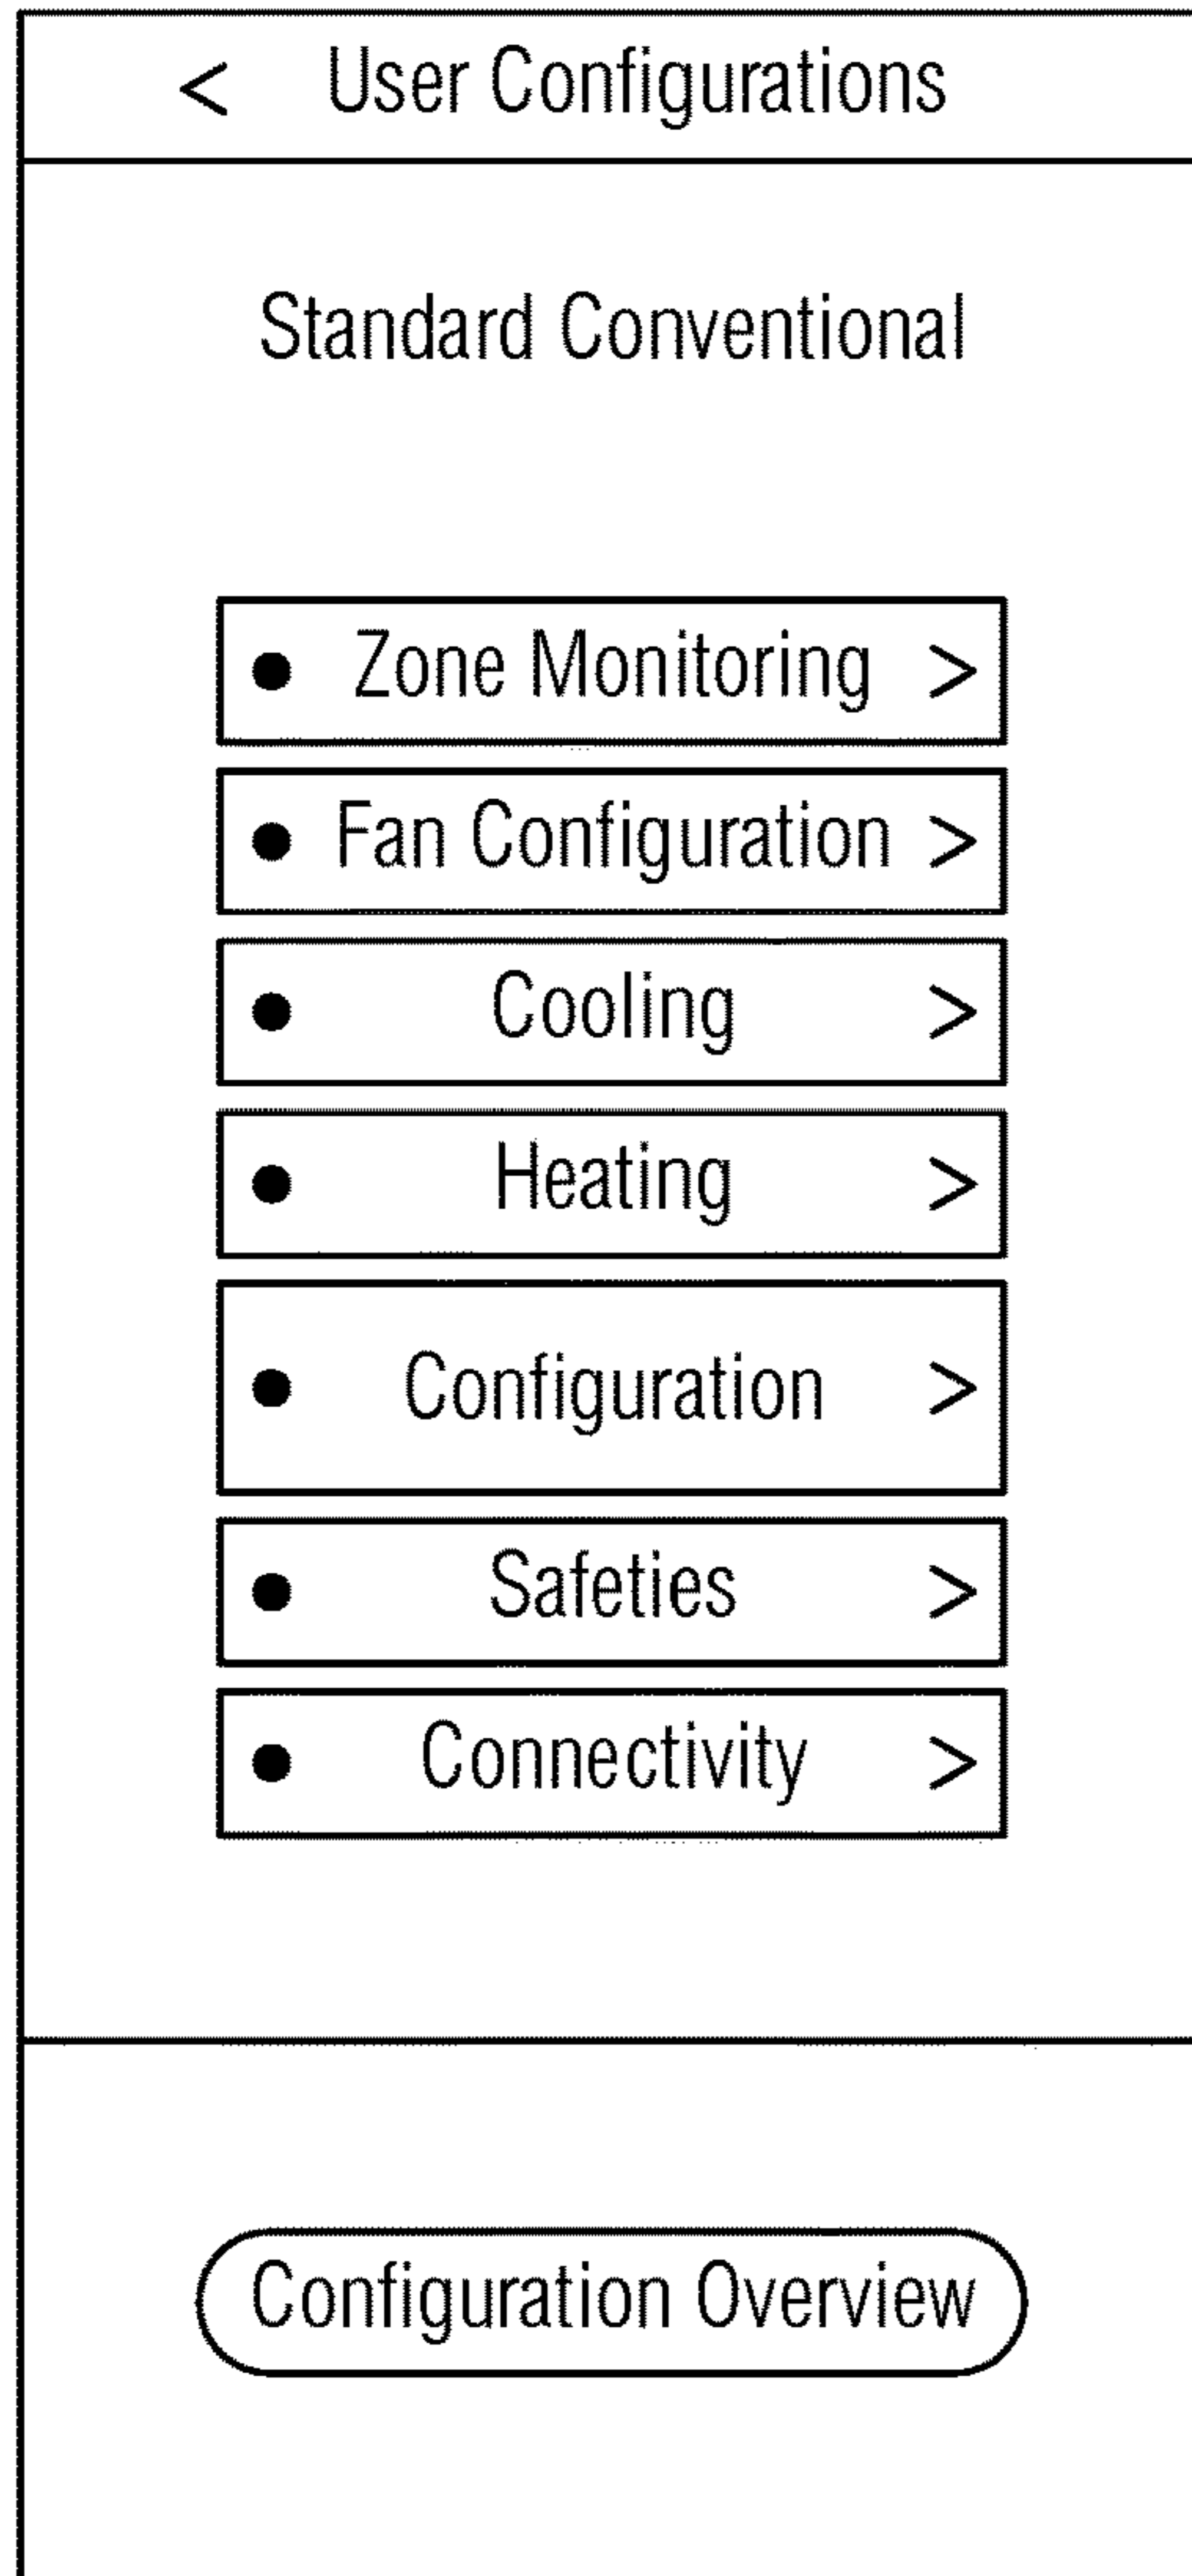 < User Configurations
Standard Conventional
● Zone Monitoring >
● Fan Configuration >
● Cooling >
● Heating >
● Configuration >
● Safeties >
● Connectivity >
Configuration Overview